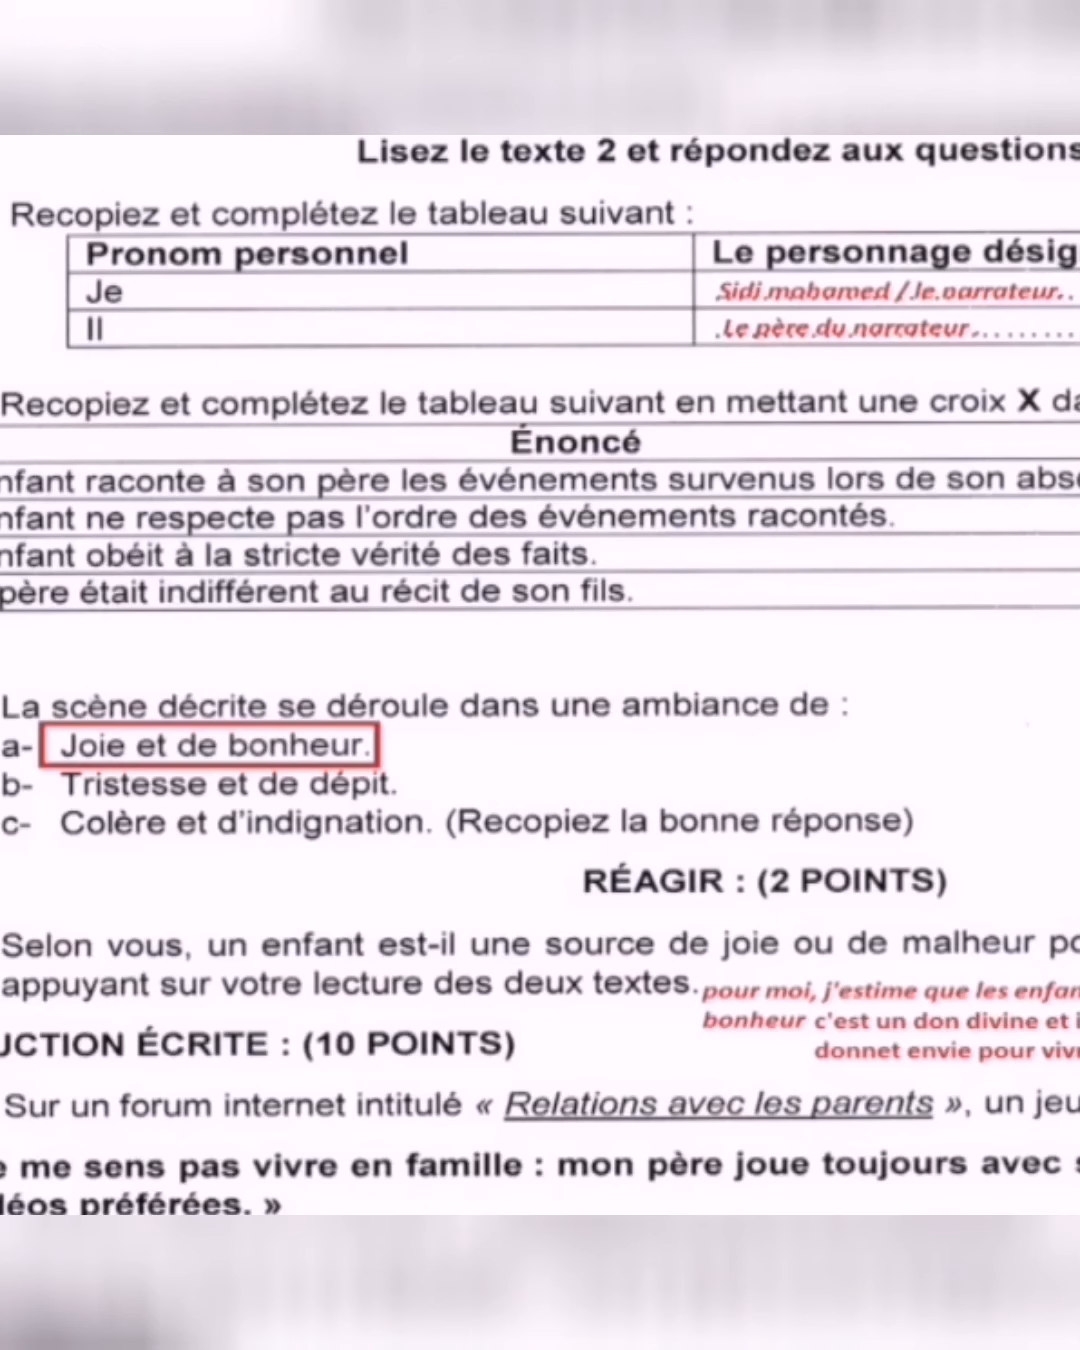 Lisez le texte 2 et répondez aux questions
Recopiez et complétez le tableau suivant :
Pronom personnel Le personnage désig
Je Sidi mohamed / le narrateur..
Il .Le père du narrateur.........
Recopiez et complétez le tableau suivant en mettant une croix X da
Énoncé
nfant raconte à son père les événements survenus lors de son abse
nfant ne respecte pas l'ordre des événements racontés.
nfant obéit à la stricte vérité des faits.
père était indifférent au récit de son fils.
La scène décrite se déroule dans une ambiance de :
a- Joie et de bonheur.
b- Tristesse et de dépit.
c- Colère et d'indignation. (Recopiez la bonne réponse)
RÉAGIR : (2 POINTS)
Selon vous, un enfant est-il une source de joie ou de malheur po
appuyant sur votre lecture des deux textes. pour moi, j'estime que les enfan
bonheur c'est un don divine et i
donnet envie pour vivr
UCTION ÉCRITE : (10 POINTS)
Sur un forum internet intitulé « Relations avec les parents », un jeu
e me sens pas vivre en famille : mon père joue toujours avec s
déos préférées. »